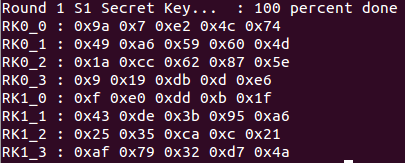 Round 1 S1 Secret Key... : 100 percent done
RK0_0 : 0x9a 0x7 0xe2 0x4c 0x74
RK0_1 : 0x49 0xa6 0x59 0x60 0x4d
RK0_2 : 0x1a 0xcc 0x62 0x87 0x5e
RK0_3 : 0x9 0x19 0xdb 0xd 0xe6
RK1_0 : 0xf 0xe0 0xdd 0xb 0x1f
RK1_1 : 0x43 0xde 0x3b 0x95 0xa6
RK1_2 : 0x25 0x35 0xca 0xc 0x21
RK1_3 : 0xaf 0x79 0x32 0xd7 0x4a